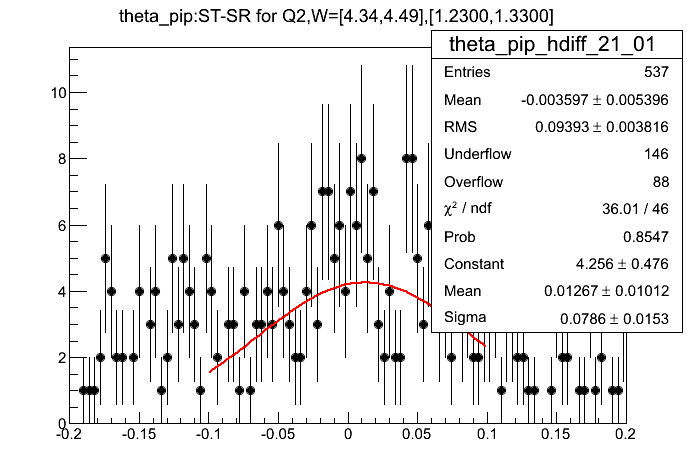 theta_pip:ST-SR for Q2,W=[4.34,4.49],[1.2300,1.3300]
theta_pip_hdiff_21_01
Entries 537
Mean -0.003597 ± 0.005396
RMS 0.09393 ± 0.003816
Underflow 146
Overflow 88
χ² / ndf 36.01 / 46
Prob 0.8547
Constant 4.256 ± 0.476
Mean 0.01267 ± 0.01012
Sigma 0.0786 ± 0.0153
10
8
6
4
2
0
-0.2 -0.15 -0.1 -0.05 0 0.05 0.1 0.15 0.2